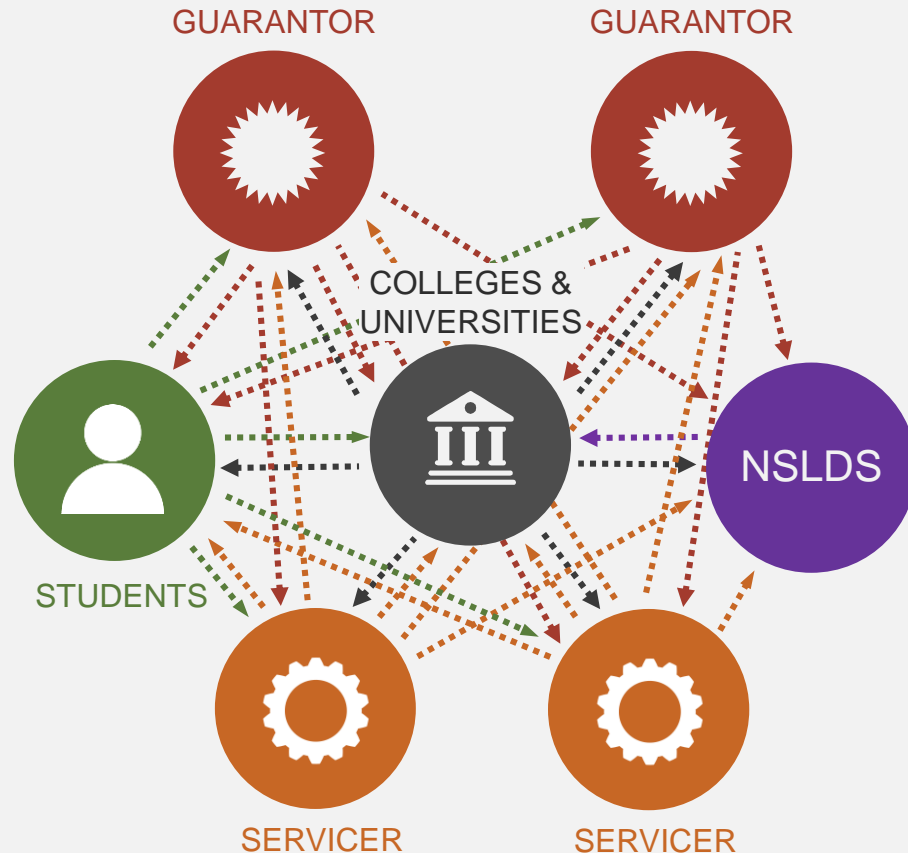 GUARANTOR
GUARANTOR
COLLEGES &
UNIVERSITIES
NSLDS
STUDENTS
SERVICER
SERVICER